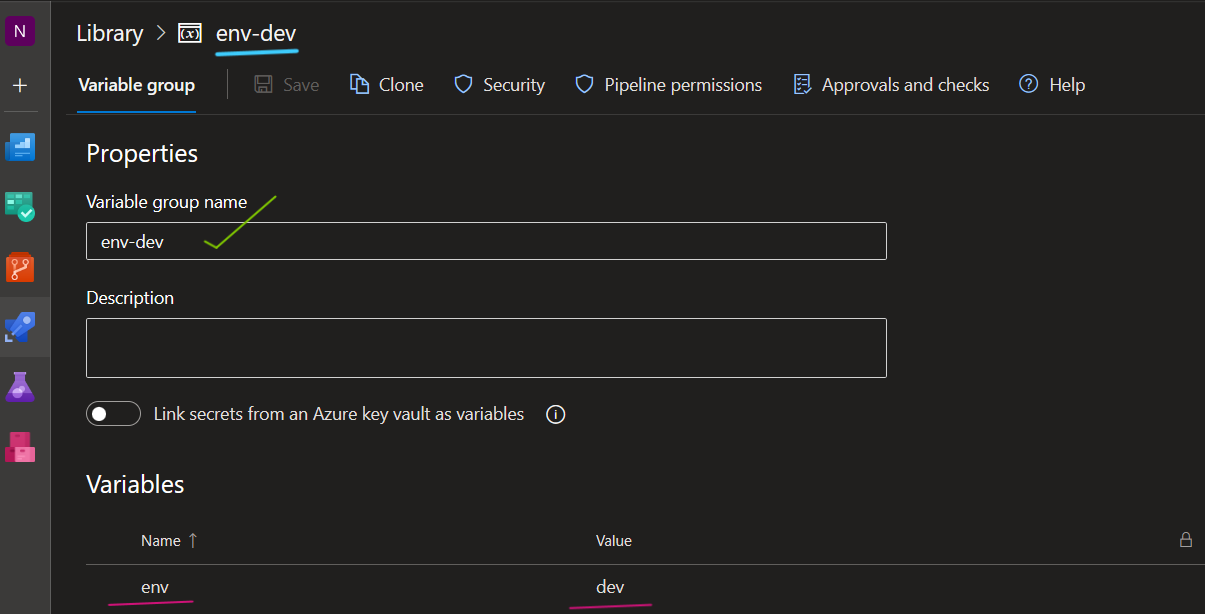 N
Library > (x) env-dev
Variable group Save Clone Security Pipeline permissions Approvals and checks Help
Properties
Variable group name
env-dev
Description
Link secrets from an Azure key vault as variables
Variables
Name ↑ Value
env dev